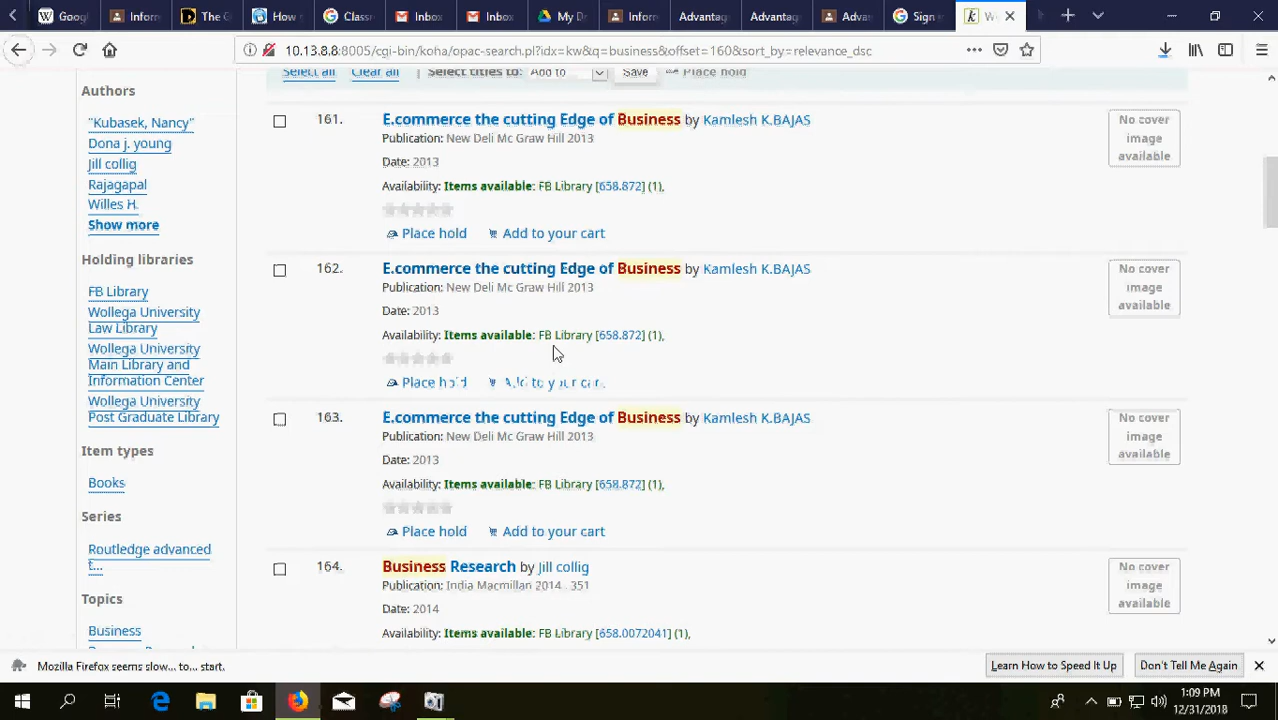 Googl
Inforn
The G
How
Class
Inbox
Inbox
My Dr
Inform
Advantag
Advantag
Advas
Sign
W
10.13.8.8:8005/cgi-bin/koha/opac-search.pl?idx=kw&q=business&offset=160&sort_by=relevance_dsc
Select all Clear all Select titles to: Add to Save Place hold
Authors
"Kubasek, Nancy"
Dona j. young
Jill collig
Rajagapal
Willes H.
Show more
Holding libraries
FB Library
Wollega University
Law Library
Wollega University
Main Library and
Information Center
Wollega University
Post Graduate Library
Item types
Books
Series
Routledge advanced
t...
Topics
Business
161. E.commerce the cutting Edge of Business by Kamlesh K.BAJAS
Publication: New Deli Mc Graw Hill 2013
Date: 2013
Availability: Items available: FB Library [658.872] (1),
Place hold Add to your cart
No cover
image
available
162. E.commerce the cutting Edge of Business by Kamlesh K.BAJAS
Publication: New Deli Mc Graw Hill 2013
Date: 2013
Availability: Items available: FB Library [658.872] (1),
Place hold Add to your cart
No cover
image
available
163. E.commerce the cutting Edge of Business by Kamlesh K.BAJAS
Publication: New Deli Mc Graw Hill 2013
Date: 2013
Availability: Items available: FB Library [658.872] (1),
Place hold Add to your cart
No cover
image
available
164. Business Research by Jill collig
Publication: India Macmillan 2014 . 351
Date: 2014
Availability: Items available: FB Library [658.0072041] (1),
No cover
image
available
Mozilla Firefox seems slow... to... start. Learn How to Speed It Up Don't Tell Me Again
1:09 PM
12/31/2018